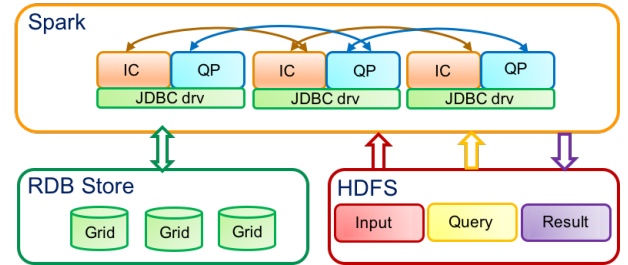 Spark
IC QP IC QP IC QP
JDBC drv JDBC drv JDBC drv
RDB Store
Grid Grid Grid
HDFS
Input Query Result